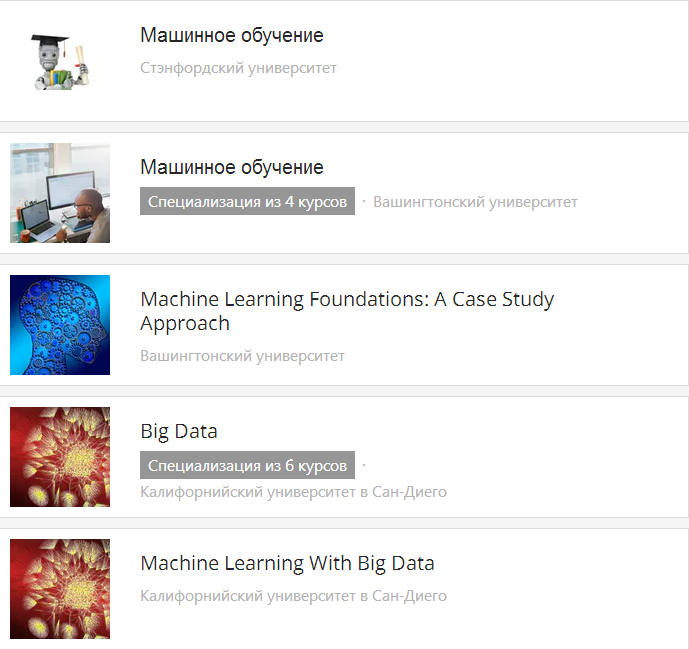 Машинное обучение
Стэнфордский университет
Машинное обучение
Специализация из 4 курсов · Вашингтонский университет
Machine Learning Foundations: A Case Study
Approach
Вашингтонский университет
Big Data
Специализация из 6 курсов ·
Калифорнийский университет в Сан-Диего
Machine Learning With Big Data
Калифорнийский университет в Сан-Диего